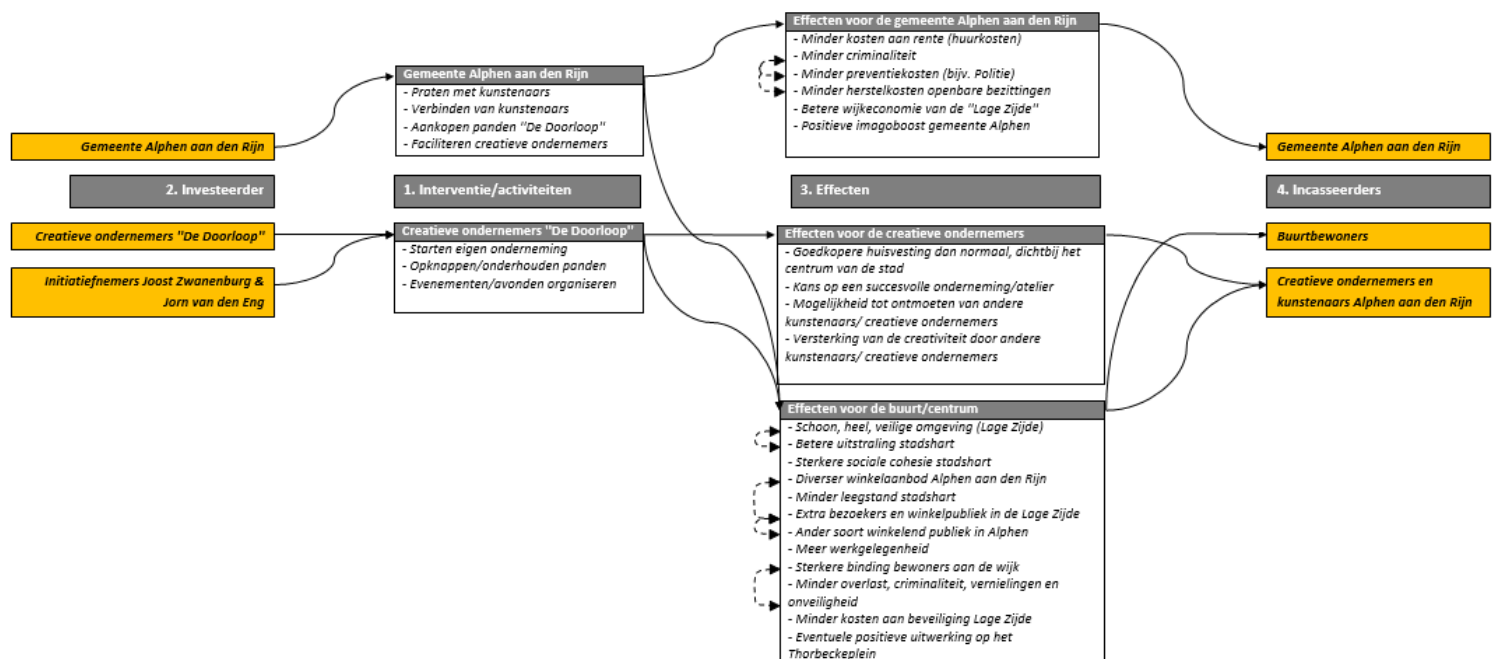 Effecten voor de gemeente Alphen aan den Rijn
- Minder kosten aan rente (huurkosten)
- Minder criminaliteit
- Minder preventiekosten (bijv. Politie)
- Minder herstelkosten openbare bezittingen
- Betere wijkeconomie van de "Lage Zijde"
- Positieve imagoboost gemeente Alphen
Gemeente Alphen aan den Rijn
- Praten met kunstenaars
- Verbinden van kunstenaars
- Aankopen panden "De Doorloop"
- Faciliteren creatieve ondernemers
Gemeente Alphen aan den Rijn
Gemeente Alphen aan den Rijn
2. Investeerder
1. Interventie/activiteiten
3. Effecten
4. Incasseerders
Creatieve ondernemers "De Doorloop"
Initiatiefnemers Joost Zwanenburg &
Jorn van den Eng
Creatieve ondernemers "De Doorloop"
- Starten eigen onderneming
- Opknappen/onderhouden panden
- Evenementen/avonden organiseren
Effecten voor de creatieve ondernemers
- Goedkopere huisvesting dan normaal, dichtbij het
centrum van de stad
- Kans op een succesvolle onderneming/atelier
- Mogelijkheid tot ontmoeten van andere
kunstenaars/ creatieve ondernemers
- Versterking van de creativiteit door andere
kunstenaars/ creatieve ondernemers
Buurtbewoners
Creatieve ondernemers en
kunstenaars Alphen aan den Rijn
Effecten voor de buurt/centrum
- Schoon, heel, veilige omgeving (Lage Zijde)
- Betere uitstraling stadshart
- Sterkere sociale cohesie stadshart
- Diverser winkelaanbod Alphen aan den Rijn
- Minder leegstand stadshart
- Extra bezoekers en winkelpubliek in de Lage Zijde
- Ander soort winkelend publiek in Alphen
- Meer werkgelegenheid
- Sterkere binding bewoners aan de wijk
- Minder overlast, criminaliteit, vernielingen en
onveiligheid
- Minder kosten aan beveiliging Lage Zijde
- Eventuele positieve uitwerking op het
Thorbeckeplein